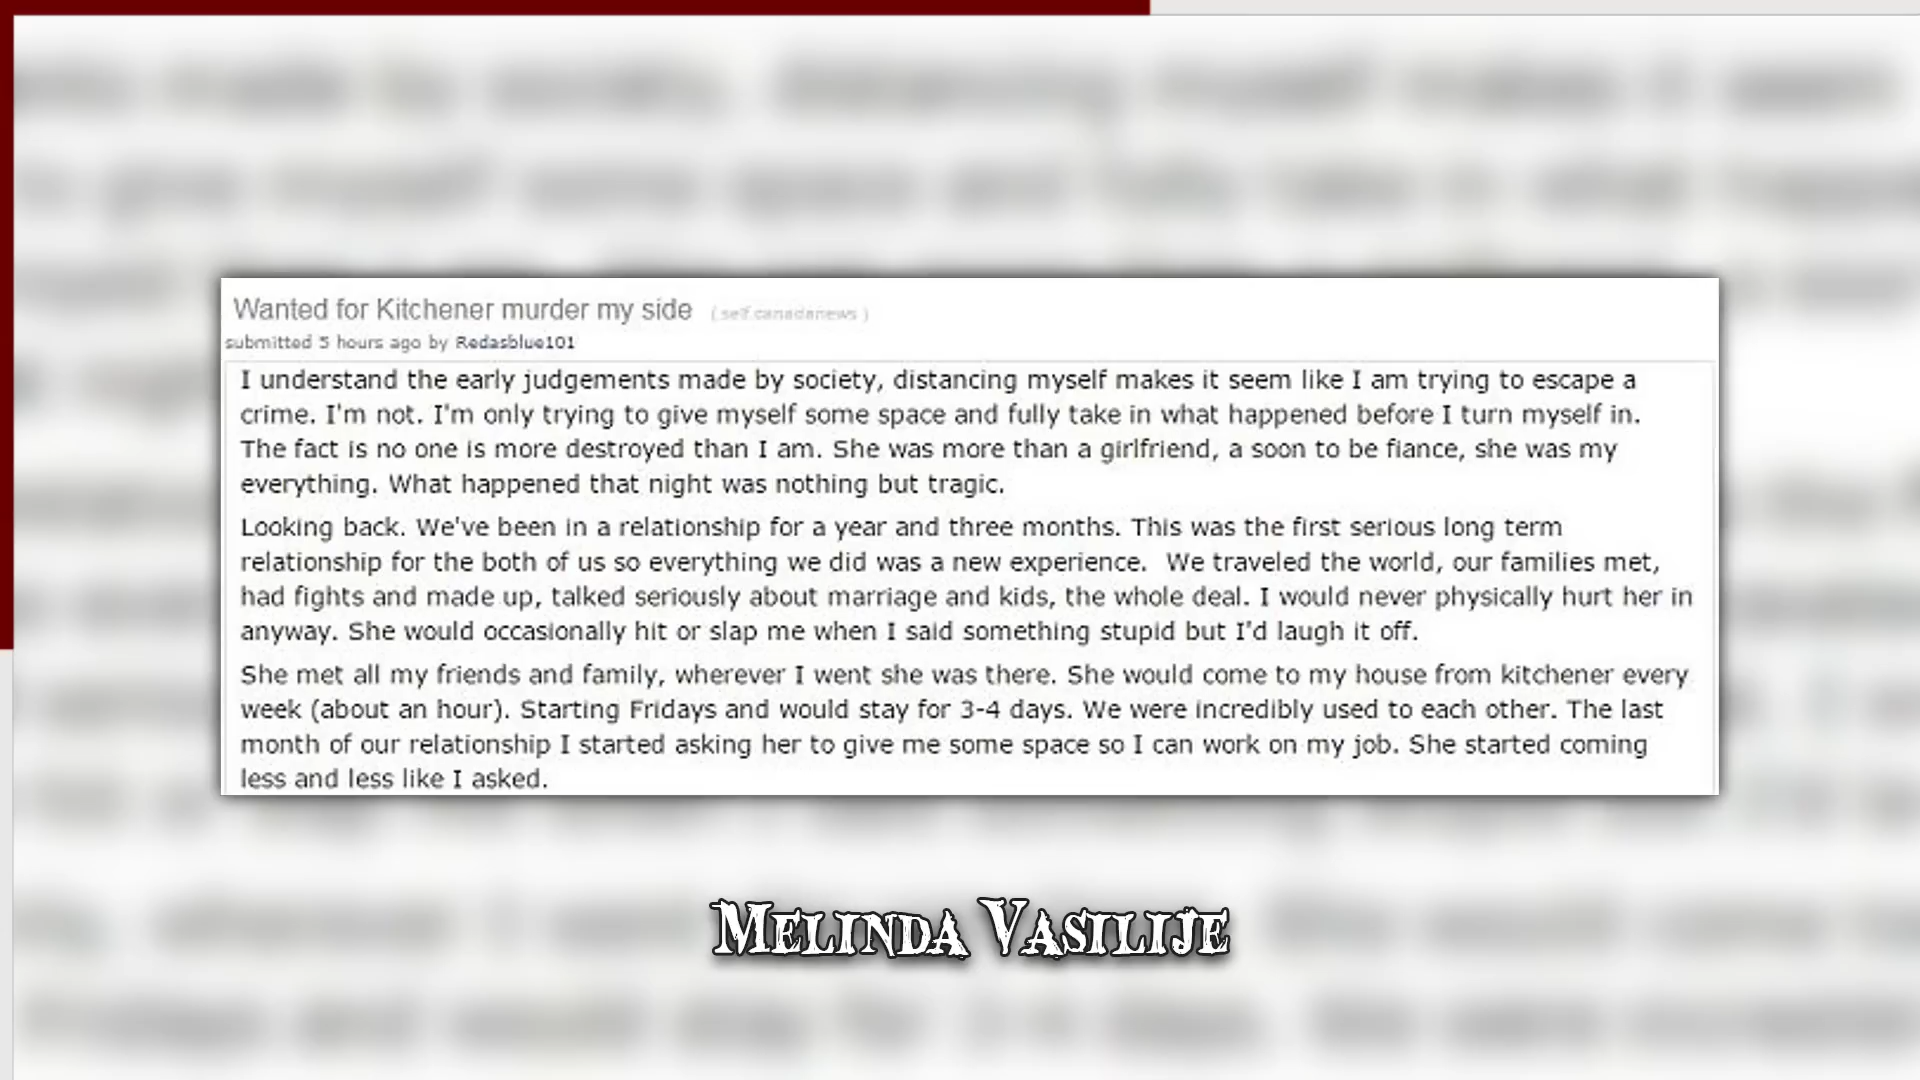 Wanted for Kitchener murder my side (self.canadanews)
submitted 5 hours ago by Redasblue101
I understand the early judgements made by society, distancing myself makes it seem like I am trying to escape a
crime. I'm not. I'm only trying to give myself some space and fully take in what happened before I turn myself in.
The fact is no one is more destroyed than I am. She was more than a girlfriend, a soon to be fiance, she was my
everything. What happened that night was nothing but tragic.
Looking back. We've been in a relationship for a year and three months. This was the first serious long term
relationship for the both of us so everything we did was a new experience. We traveled the world, our families met,
had fights and made up, talked seriously about marriage and kids, the whole deal. I would never physically hurt her in
anyway. She would occasionally hit or slap me when I said something stupid but I'd laugh it off.
She met all my friends and family, wherever I went she was there. She would come to my house from kitchener every
week (about an hour). Starting Fridays and would stay for 3-4 days. We were incredibly used to each other. The last
month of our relationship I started asking her to give me some space so I can work on my job. She started coming
less and less like I asked.
Melinda Vasilije